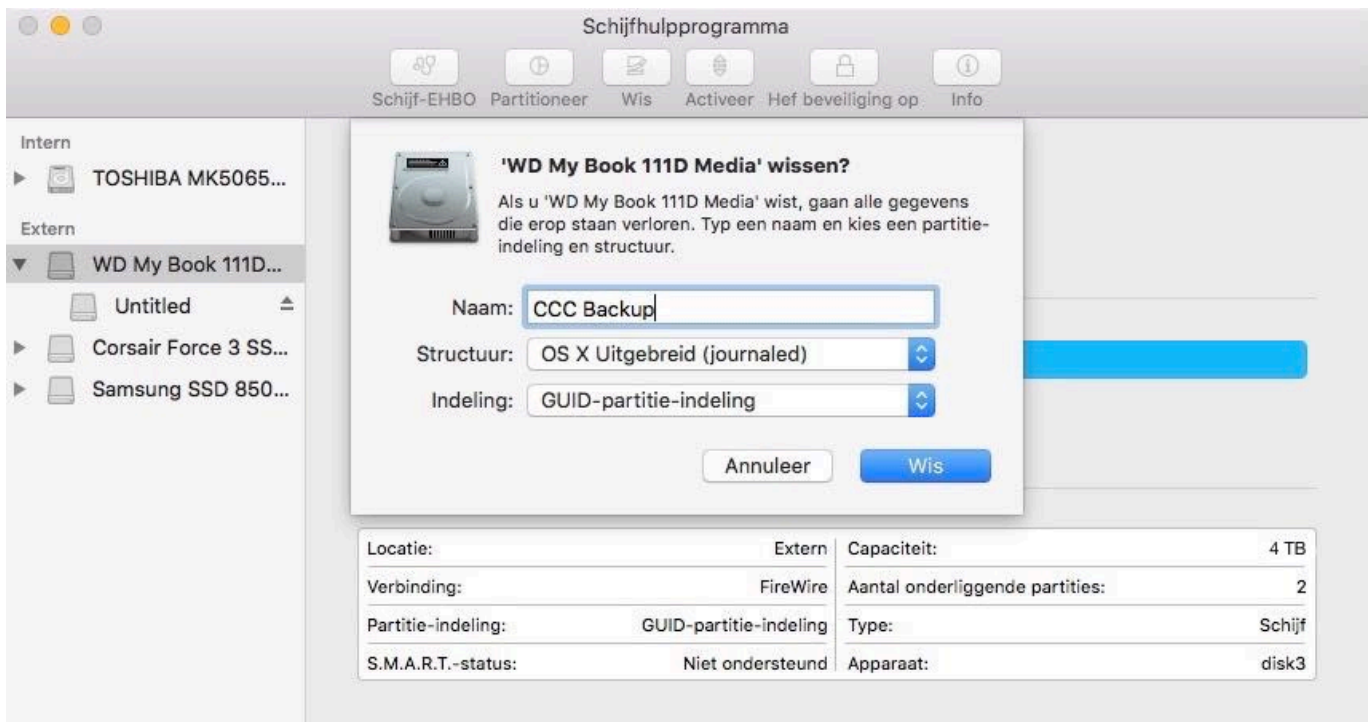 Schijfhulpprogramma
Schijf-EHBO Partitioneer Wis Activeer Hef beveiliging op Info
Intern
TOSHIBA MK5065...
Extern
WD My Book 111D...
Untitled
Corsair Force 3 SS...
Samsung SSD 850...
'WD My Book 111D Media' wissen?
Als u 'WD My Book 111D Media' wist, gaan alle gegevens
die erop staan verloren. Typ een naam en kies een partitie-
indeling en structuur.
Naam: CCC Backup
Structuur: OS X Uitgebreid (journaled)
Indeling: GUID-partitie-indeling
Annuleer Wis
Locatie: Extern Capaciteit: 4 TB
Verbinding: FireWire Aantal onderliggende partities: 2
Partitie-indeling: GUID-partitie-indeling Type: Schijf
S.M.A.R.T.-status: Niet ondersteund Apparaat: disk3